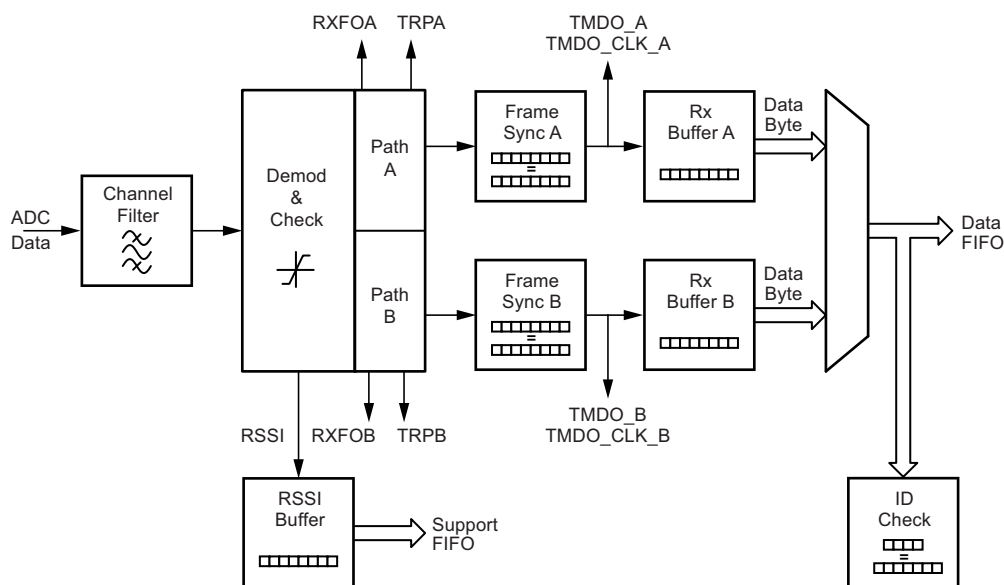 RXFOA
TRPA
TMDO_A
TMDO_CLK_A
ADC
Data
Channel
Filter
Demod
&
Check
Path
A
Path
B
Frame
Sync A
=
Rx
Buffer A
Data
Byte
Frame
Sync B
=
Rx
Buffer B
Data
Byte
Data
FIFO
RSSI
RXFOB
TRPB
TMDO_B
TMDO_CLK_B
RSSI
Buffer
Support
FIFO
ID
Check
=